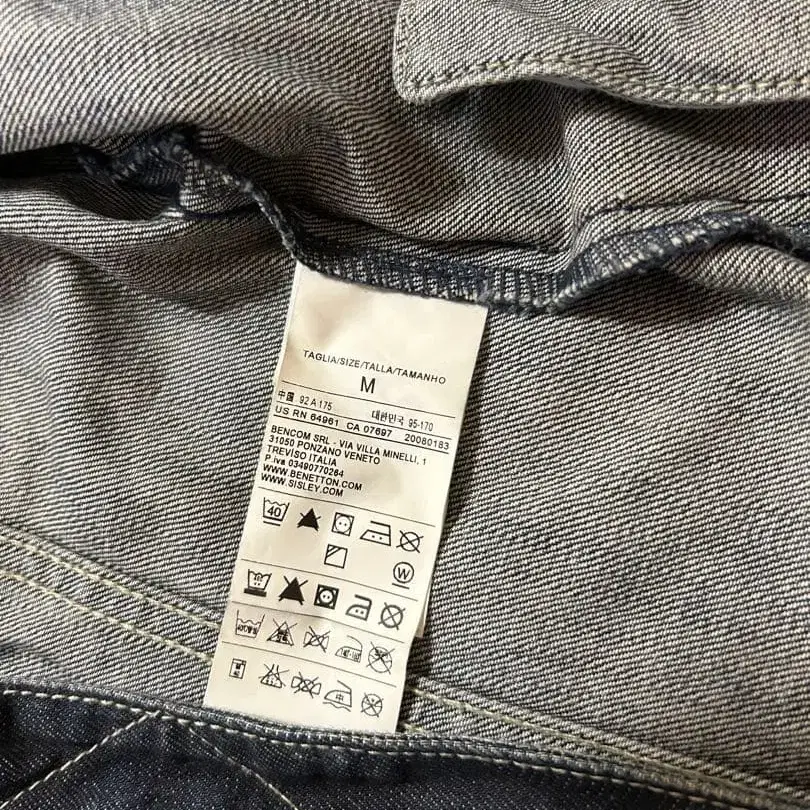 TAGLIA/SIZE/TALLA/TAMANHO
M
中国 92 A 175 대한민국 95-170
US RN 64961 CA 07697 20080183
BENCOM SRL - VIA VILLA MINELLI, 1
31050 PONZANO VENETO
TREVISO ITALIA
P iva 03490770264
WWW.BENETTON.COM
WWW.SISLEY.COM
40
W
中